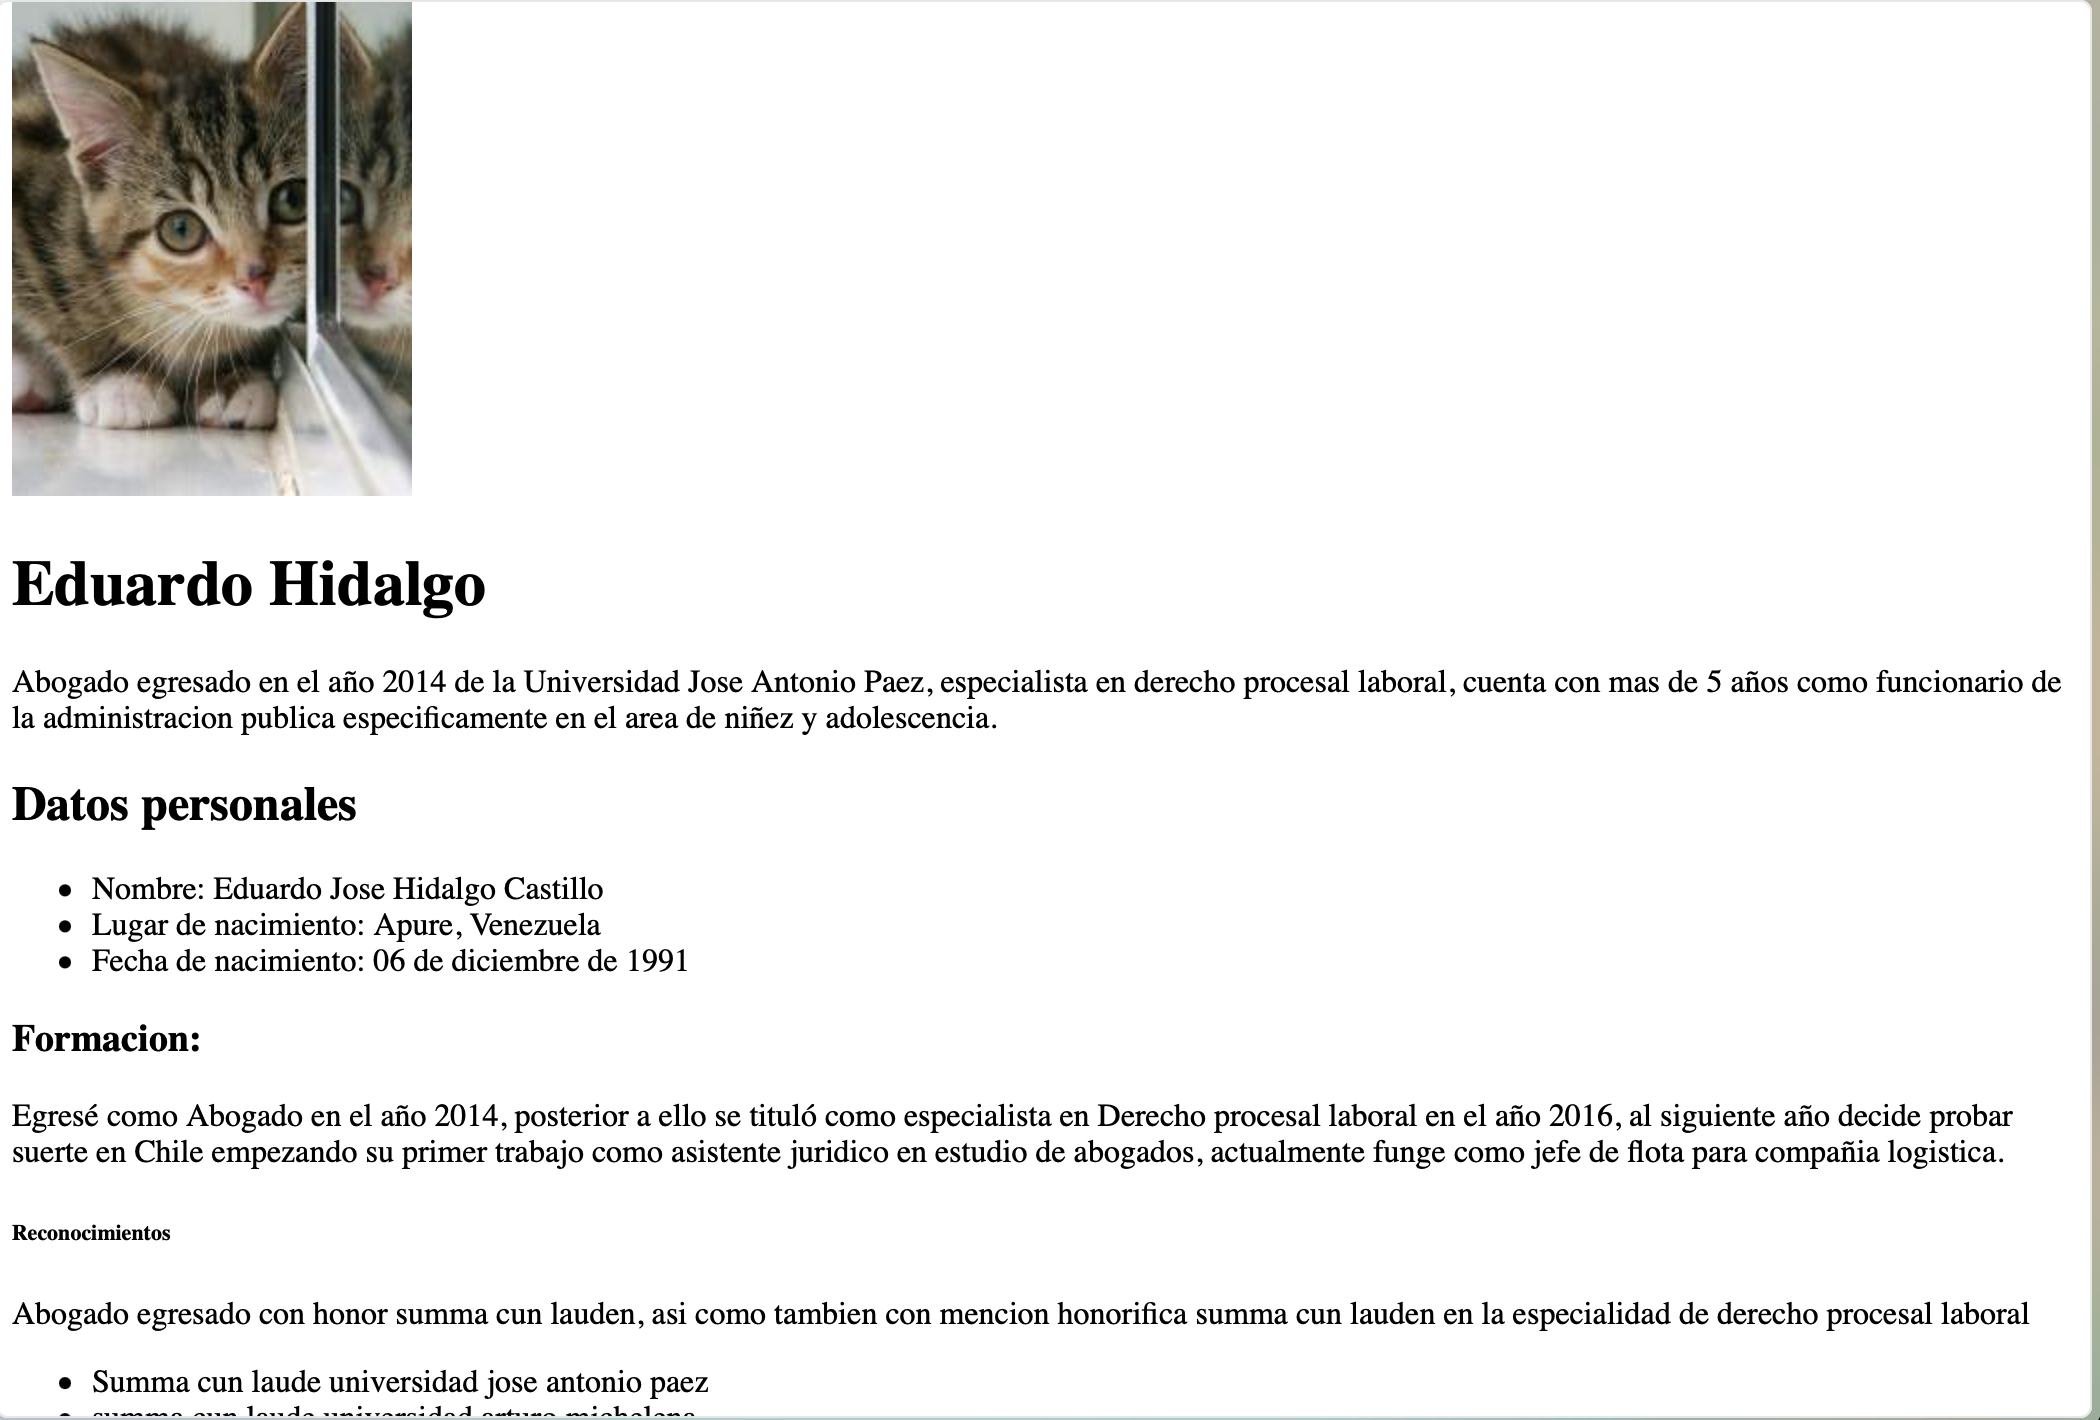 Eduardo Hidalgo
Abogado egresado en el año 2014 de la Universidad Jose Antonio Paez, especialista en derecho procesal laboral, cuenta con mas de 5 años como funcionario de
la administracion publica especificamente en el area de niñez y adolescencia.
Datos personales
Nombre: Eduardo Jose Hidalgo Castillo
Lugar de nacimiento: Apure, Venezuela
Fecha de nacimiento: 06 de diciembre de 1991
Formacion:
Egresé como Abogado en el año 2014, posterior a ello se tituló como especialista en Derecho procesal laboral en el año 2016, al siguiente año decide probar
suerte en Chile empezando su primer trabajo como asistente juridico en estudio de abogados, actualmente funge como jefe de flota para compañia logistica.
Reconocimientos
Abogado egresado con honor summa cun lauden, asi como tambien con mencion honorifica summa cun lauden en la especialidad de derecho procesal laboral
Summa cun laude universidad jose antonio paez
summa cun laude universidad arturo michelena